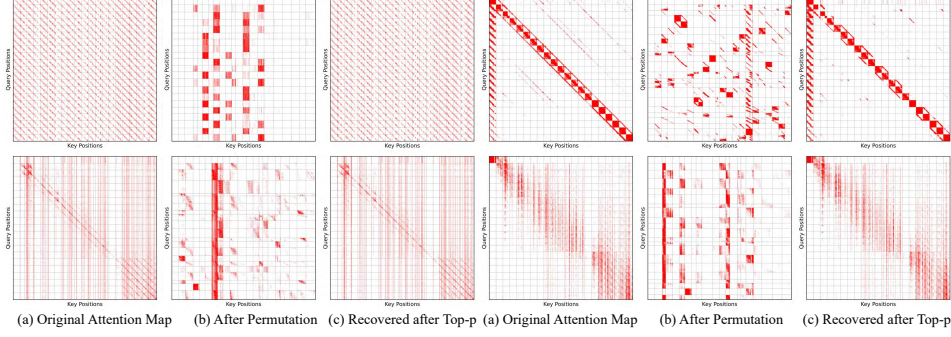 Query Positions Query Positions Query Positions Query Positions Query Positions Query Positions
Key Positions Key Positions Key Positions Key Positions Key Positions Key Positions
Query Positions Query Positions Query Positions Query Positions Query Positions Query Positions
Key Positions Key Positions Key Positions Key Positions Key Positions Key Positions
(a) Original Attention Map (b) After Permutation (c) Recovered after Top-p (a) Original Attention Map (b) After Permutation (c) Recovered after Top-p